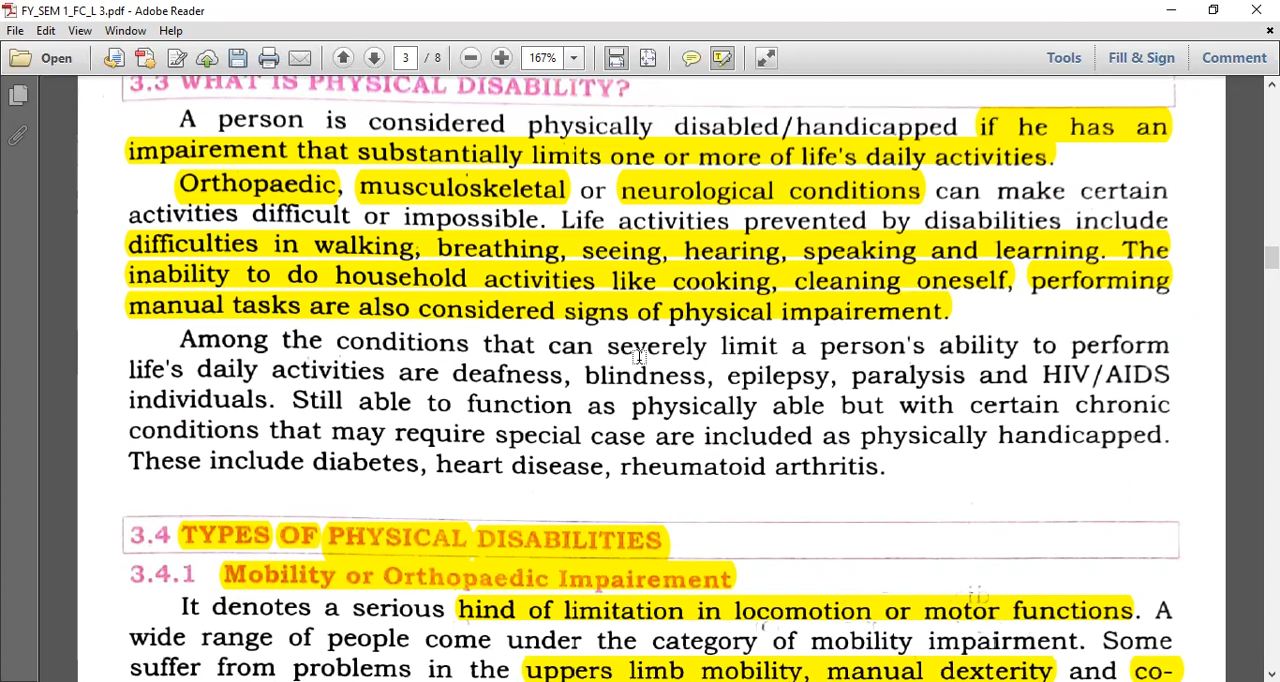 FY_SEM 1_FC_L 3.pdf - Adobe Reader
File Edit View Window Help
Open 3 / 8 167% Tools Fill & Sign Comment
3.3 WHAT IS PHYSICAL DISABILITY?
A person is considered physically disabled/handicapped if he has an
impairement that substantially limits one or more of life's daily activities.
Orthopaedic, musculoskeletal or neurological conditions can make certain
activities difficult or impossible. Life activities prevented by disabilities include
difficulties in walking, breathing, seeing, hearing, speaking and learning. The
inability to do household activities like cooking, cleaning oneself, performing
manual tasks are also considered signs of physical impairement.
Among the conditions that can severely limit a person's ability to perform
life's daily activities are deafness, blindness, epilepsy, paralysis and HIV/AIDS
individuals. Still able to function as physically able but with certain chronic
conditions that may require special case are included as physically handicapped.
These include diabetes, heart disease, rheumatoid arthritis.
3.4 TYPES OF PHYSICAL DISABILITIES
3.4.1 Mobility or Orthopaedic Impairement
It denotes a serious hind of limitation in locomotion or motor functions. A
wide range of people come under the category of mobility impairment. Some
suffer from problems in the uppers limb mobility, manual dexterity and co-